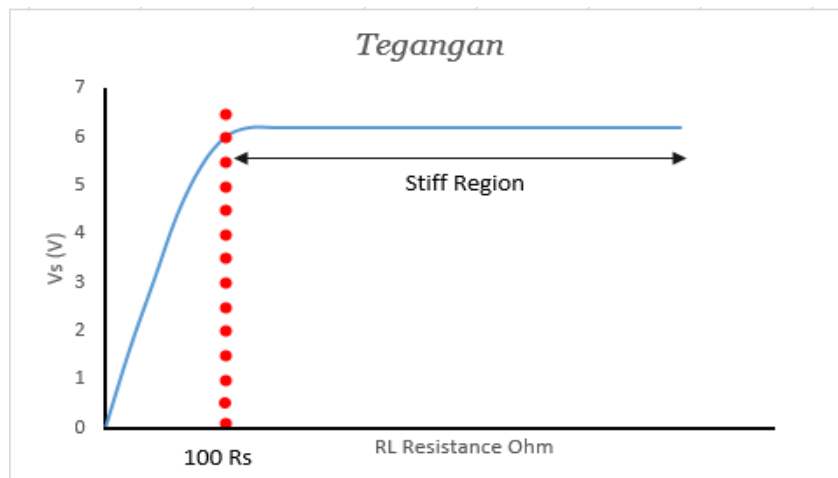 Tegangan
7
6
5
4
3
2
1
0
Vs (V)
Stiff Region
100 Rs
RL Resistance Ohm